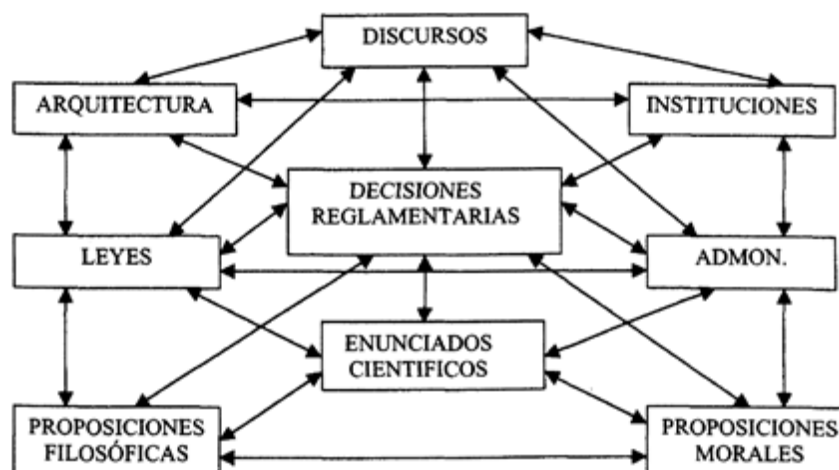 DISCURSOS
ARQUITECTURA
INSTITUCIONES
DECISIONES
REGLAMENTARIAS
LEYES
ADMON.
ENUNCIADOS
CIENTIFICOS
PROPOSICIONES
FILOSÓFICAS
PROPOSICIONES
MORALES